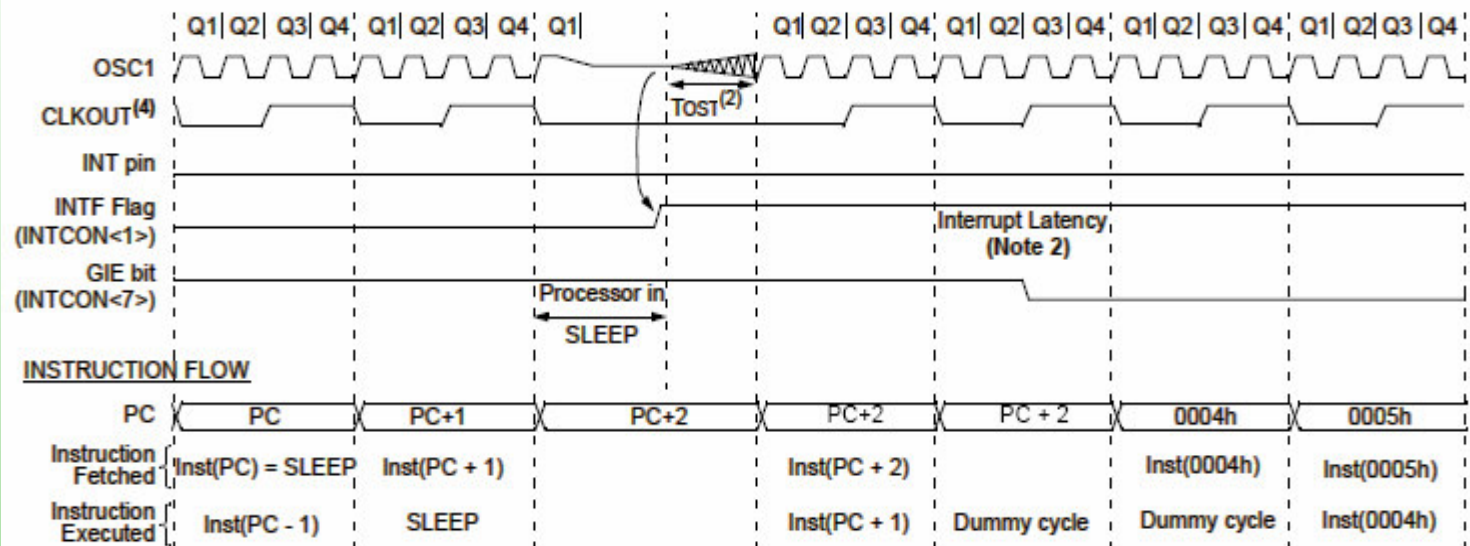 Q1| Q2| Q3| Q4 Q1| Q2| Q3| Q4 Q1| Q1| Q2| Q3| Q4 Q1| Q2| Q3| Q4 Q1| Q2| Q3| Q4 Q1| Q2| Q3| Q4
OSC1
TOST(2)
CLKOUT(4)
INT pin
INTF Flag
(INTCON<1>)
Interrupt Latency
(Note 2)
GIE bit
(INTCON<7>)
Processor in
SLEEP
INSTRUCTION FLOW
PC PC PC+1 PC+2 PC+2 PC + 2 0004h 0005h
Instruction
Fetched
Inst(PC) = SLEEP Inst(PC + 1) Inst(PC + 2) Inst(0004h) Inst(0005h)
Instruction
Executed
Inst(PC - 1) SLEEP Inst(PC + 1) Dummy cycle Dummy cycle Inst(0004h)